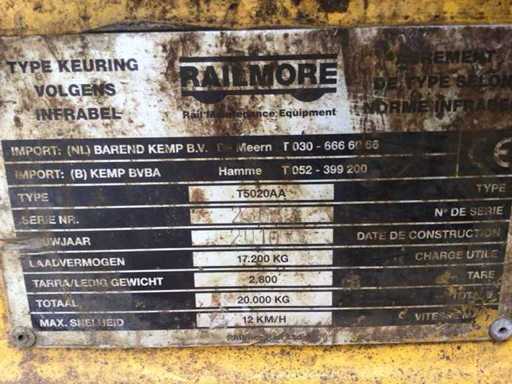 TYPE KEURING
VOLGENS
INFRABEL
RAILMORE
Rail Maintenance Equipment
DE TYPE SELON
NORME INFRABEL
IMPORT: (NL) BAREND KEMP B.V. De Meern T 030 - 666 60 66
IMPORT: (B) KEMP BVBA Hamme T 052 - 399 200
CE
TYPE T5020AA TYPE
SERIE NR. N° DE SERIE
BOUWJAAR DATE DE CONSTRUCTION
LAADVERMOGEN 17.200 KG CHARGE UTILE
TARRA/LEDIG GEWICHT 2,800 TARE
TOTAAL 20.000 KG
MAX. SNELHEID 12 KM/H